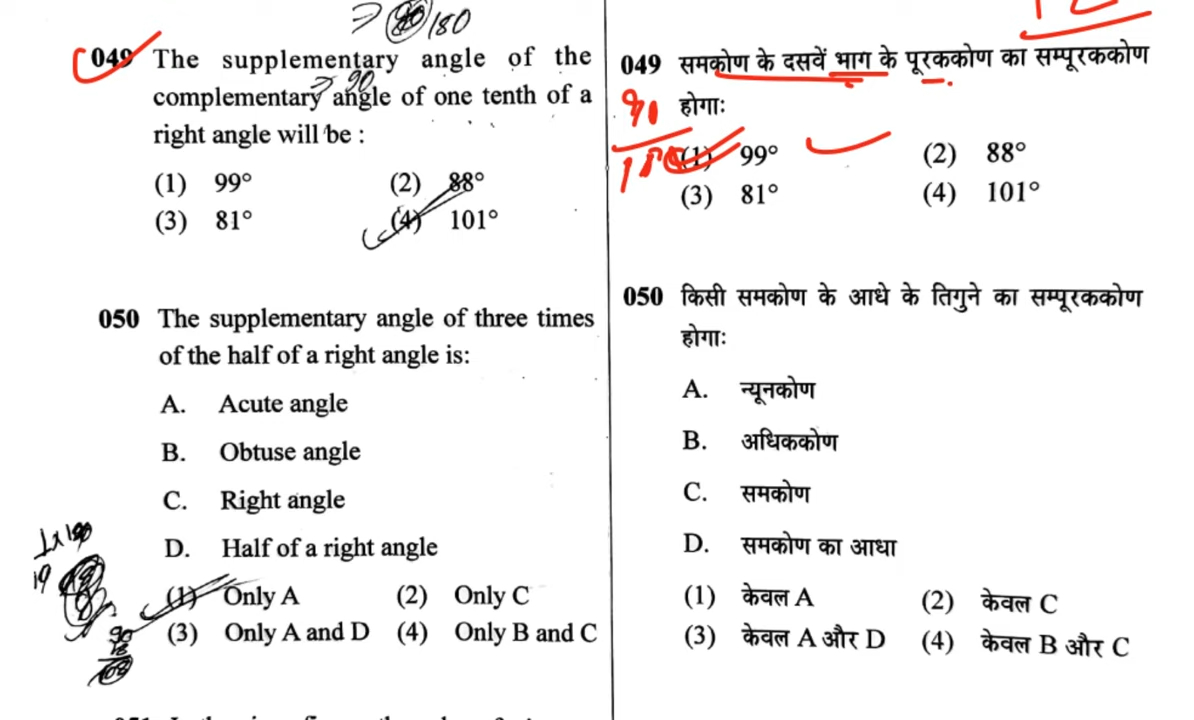 180
049 The supplementary angle of the
90
complementary angle of one tenth of a
right angle will be :
(1) 99°
(2) 88°
(3) 81°
(4) 101°
050 The supplementary angle of three times
of the half of a right angle is:
A. Acute angle
B. Obtuse angle
C. Right angle
D. Half of a right angle
(1) Only A
(2) Only C
(3) Only A and D
(4) Only B and C
19
90
049 समकोण के दसवें भाग के पूरककोण का सम्पूरककोण
होगाः
(1) 99°
(2) 88°
(3) 81°
(4) 101°
050 किसी समकोण के आधे के तिगुने का सम्पूरककोण
होगाः
A. न्यूनकोण
B. अधिककोण
C. समकोण
D. समकोण का आधा
(1) केवल A
(2) केवल C
(3) केवल A और D
(4) केवल B और C